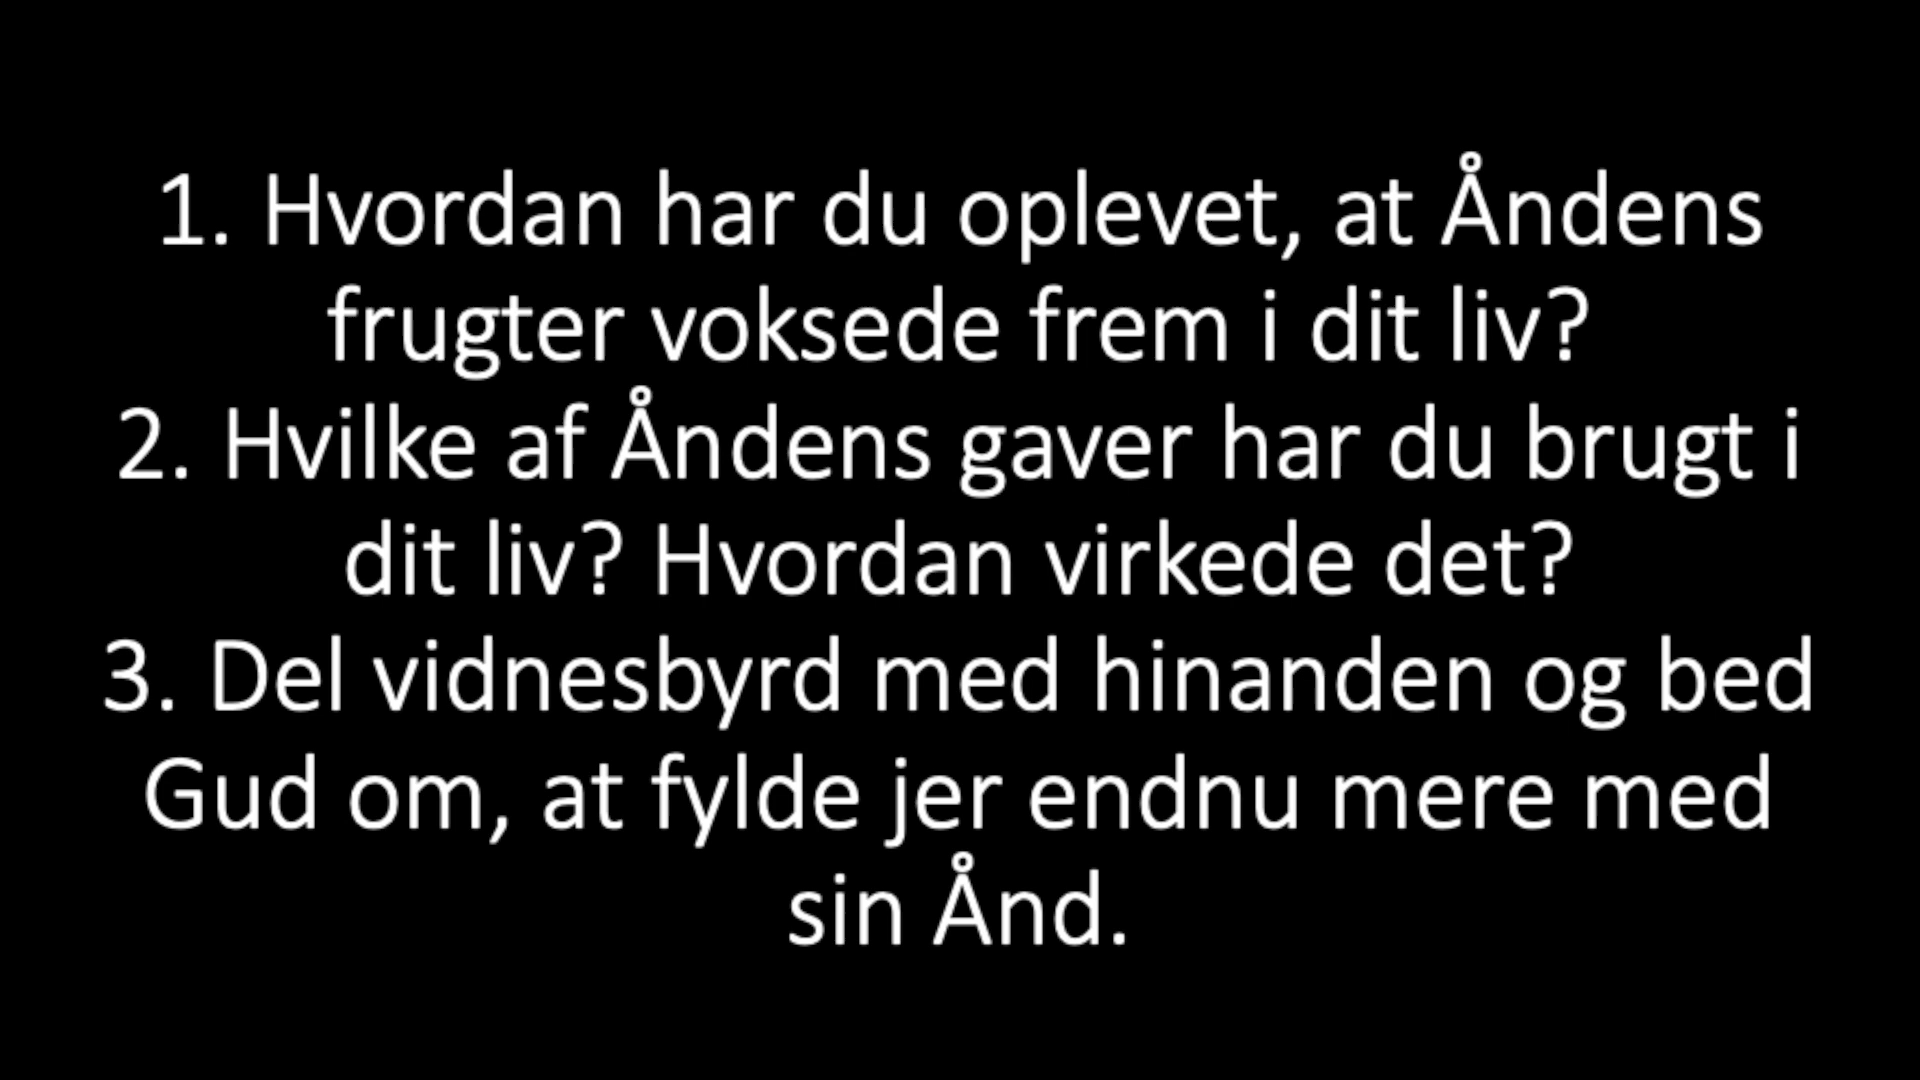 1. Hvordan har du oplevet, at Åndens
frugter voksede frem i dit liv?
2. Hvilke af Åndens gaver har du brugt i
dit liv? Hvordan virkede det?
3. Del vidnesbyrd med hinanden og bed
Gud om, at fylde jer endnu mere med
sin Ånd.